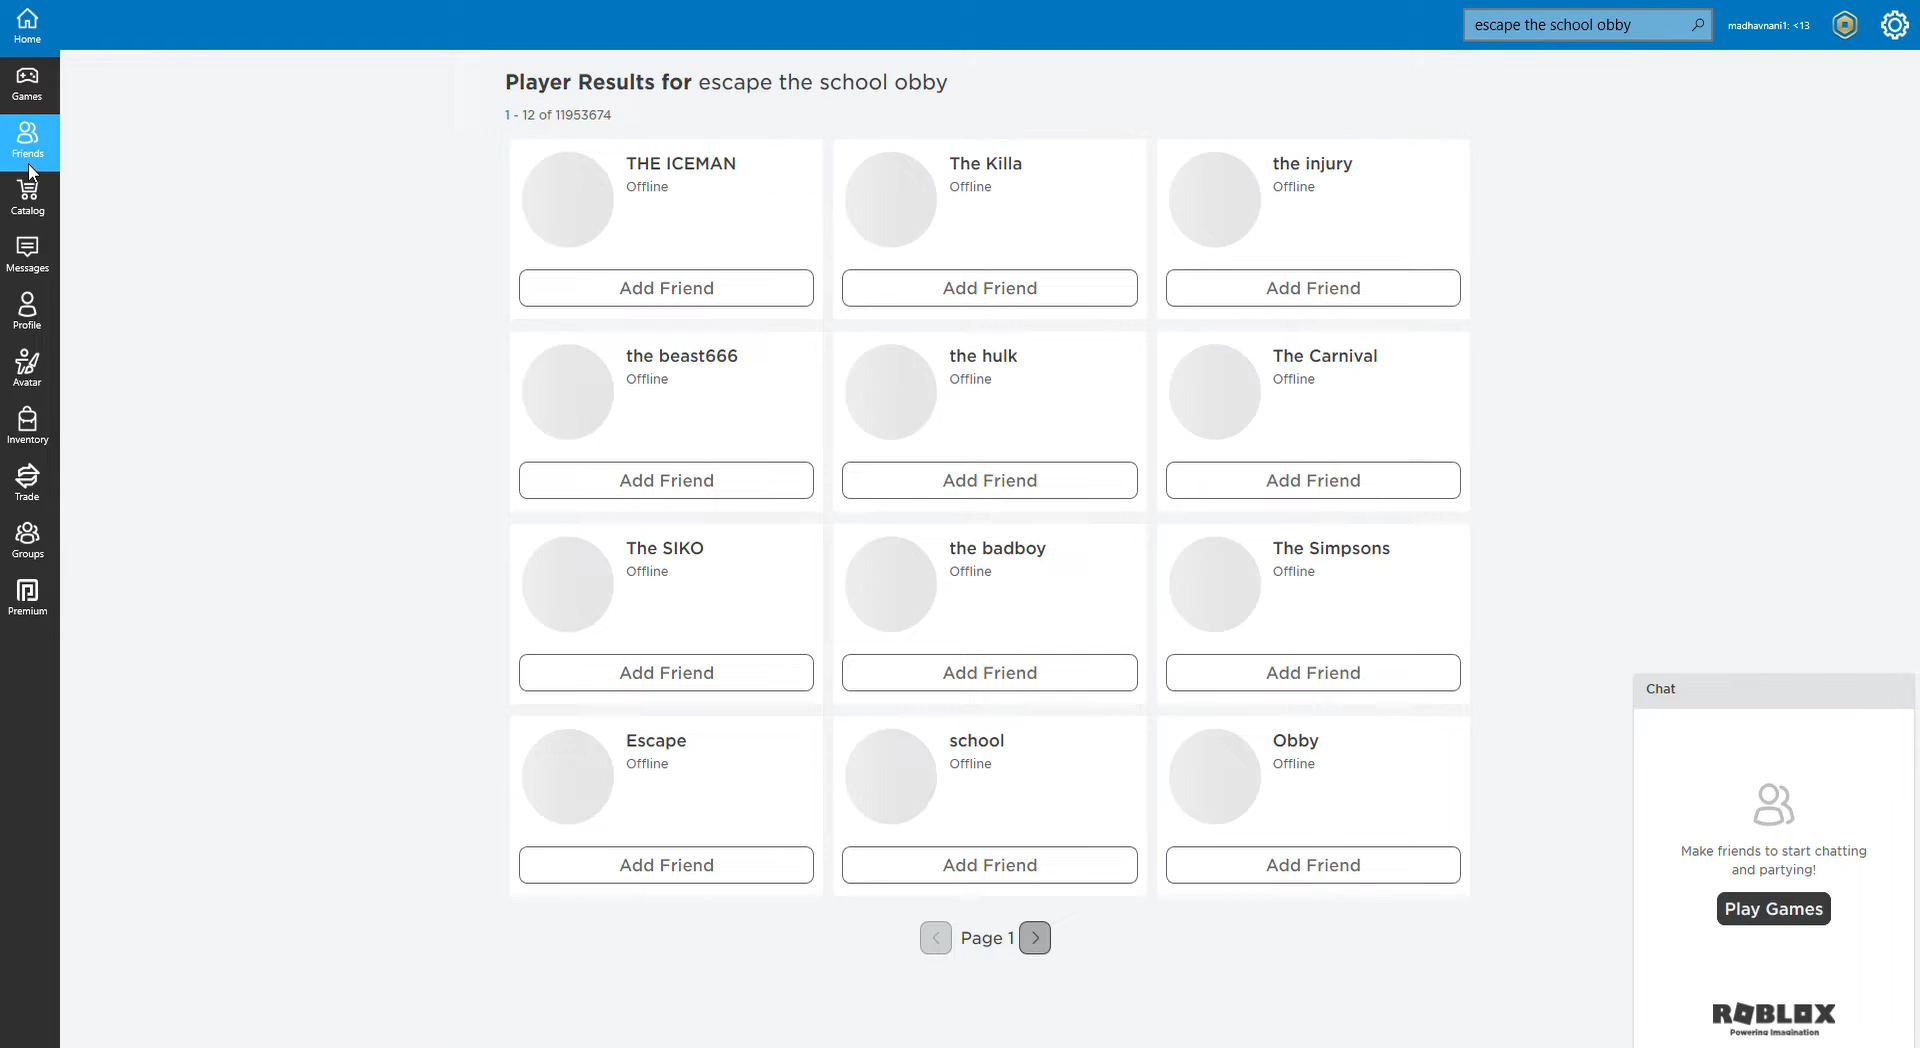 Home
escape the school obby
madhavnani1: <13
Games
Friends
Catalog
Messages
Profile
Avatar
Inventory
Trade
Groups
Premium
Player Results for escape the school obby
1 - 12 of 11953674
THE ICEMAN
Offline
Add Friend
The Killa
Offline
Add Friend
the injury
Offline
Add Friend
the beast666
Offline
Add Friend
the hulk
Offline
Add Friend
The Carnival
Offline
Add Friend
The SIKO
Offline
Add Friend
the badboy
Offline
Add Friend
The Simpsons
Offline
Add Friend
Escape
Offline
Add Friend
school
Offline
Add Friend
Obby
Offline
Add Friend
Page 1
Chat
Make friends to start chatting
and partying!
Play Games
ROBLOX
Powering Imagination